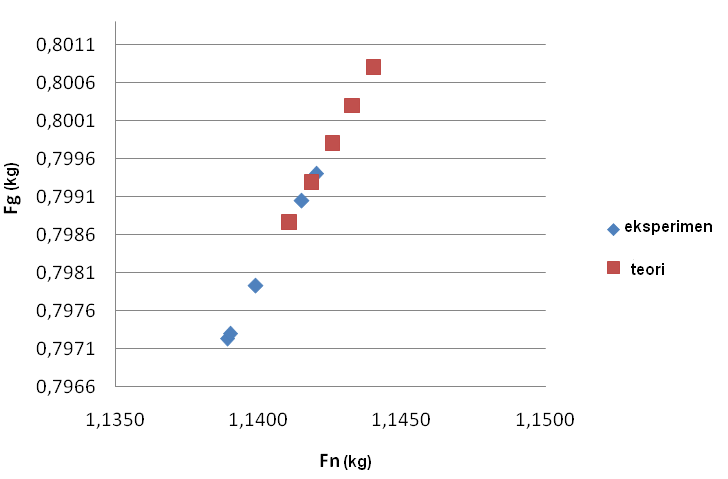 0,8011
0,8006
0,8001
0,7996
0,7991
0,7986
0,7981
0,7976
0,7971
0,7966
Fg (kg)
1,1350 1,1400 1,1450 1,1500
Fn (kg)
eksperimen
teori